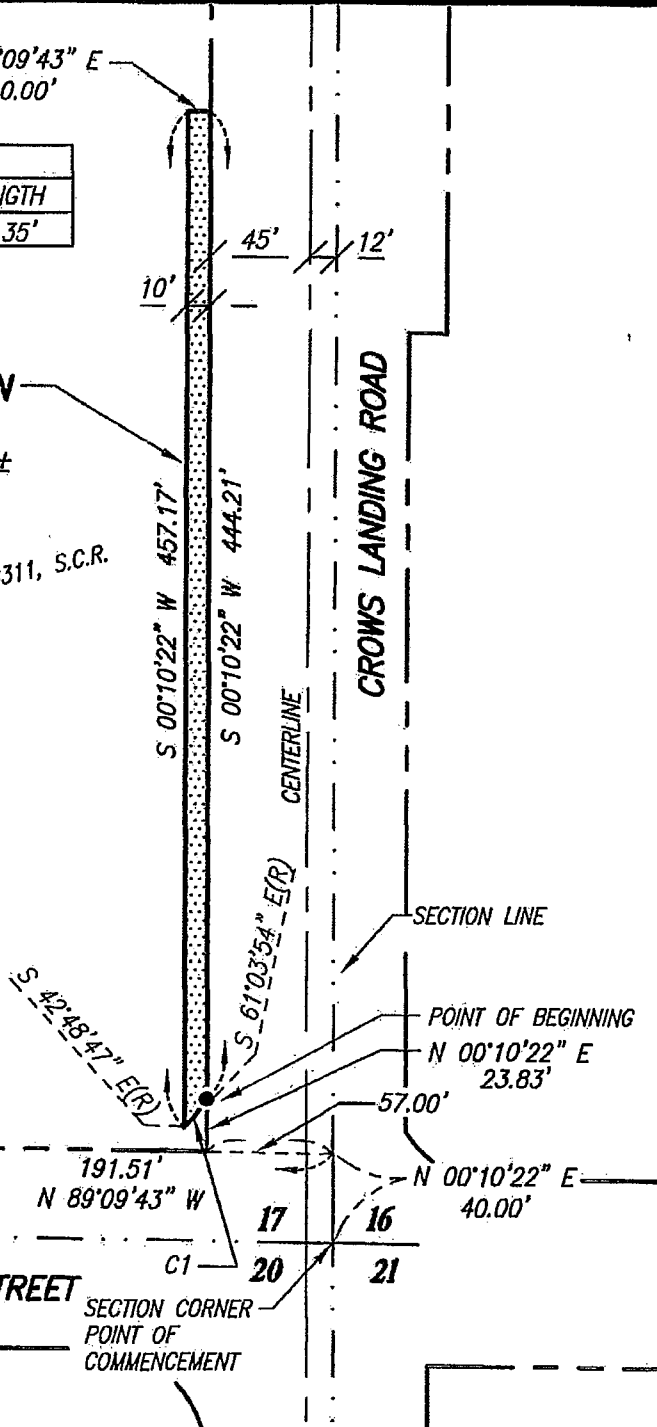 °09'43" E
0.00'
NGTH
35'
45'
12'
10'
N
±
311, S.C.R.
S 00°10'22" W 457.17'
S 00°10'22" W 444.21'
CENTERLINE
CROWS LANDING ROAD
SECTION LINE
S 61°03'54" E(R)
S 42°48'47" E(R)
POINT OF BEGINNING
N 00°10'22" E
23.83'
57.00'
191.51'
N 89°09'43" W
N 00°10'22" E
40.00'
17 16
20 21
C1
TREET
SECTION CORNER
POINT OF
COMMENCEMENT